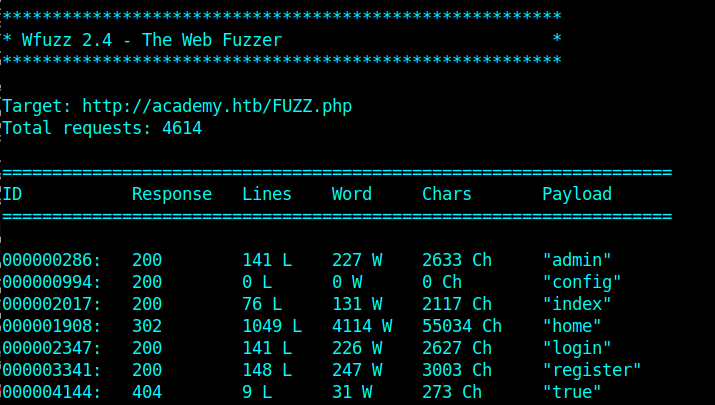 ********************************************************
* Wfuzz 2.4 - The Web Fuzzer                           *
********************************************************
Target: http://academy.htb/FUZZ.php
Total requests: 4614
===================================================================
ID           Response   Lines    Word     Chars       Payload
===================================================================
000000286:   200        141 L    227 W    2633 Ch     "admin"
000000994:   200        0 L      0 W      0 Ch        "config"
000002017:   200        76 L     131 W    2117 Ch     "index"
000001908:   302        1049 L   4114 W   55034 Ch    "home"
000002347:   200        141 L    226 W    2627 Ch     "login"
000003341:   200        148 L    247 W    3003 Ch     "register"
000004144:   404        9 L      31 W     273 Ch      "true"